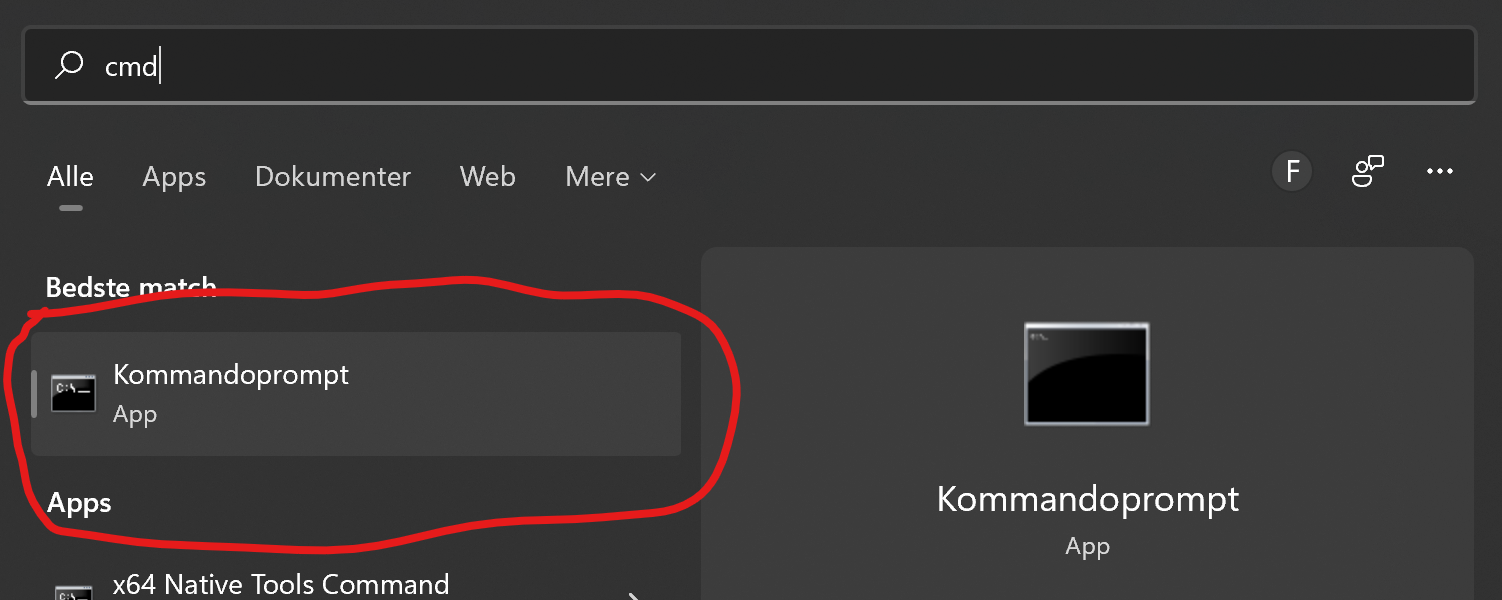 cmd
Alle Apps Dokumenter Web Mere F
Bedste match
Kommandoprompt
App
Apps
x64 Native Tools Command
Kommandoprompt
App